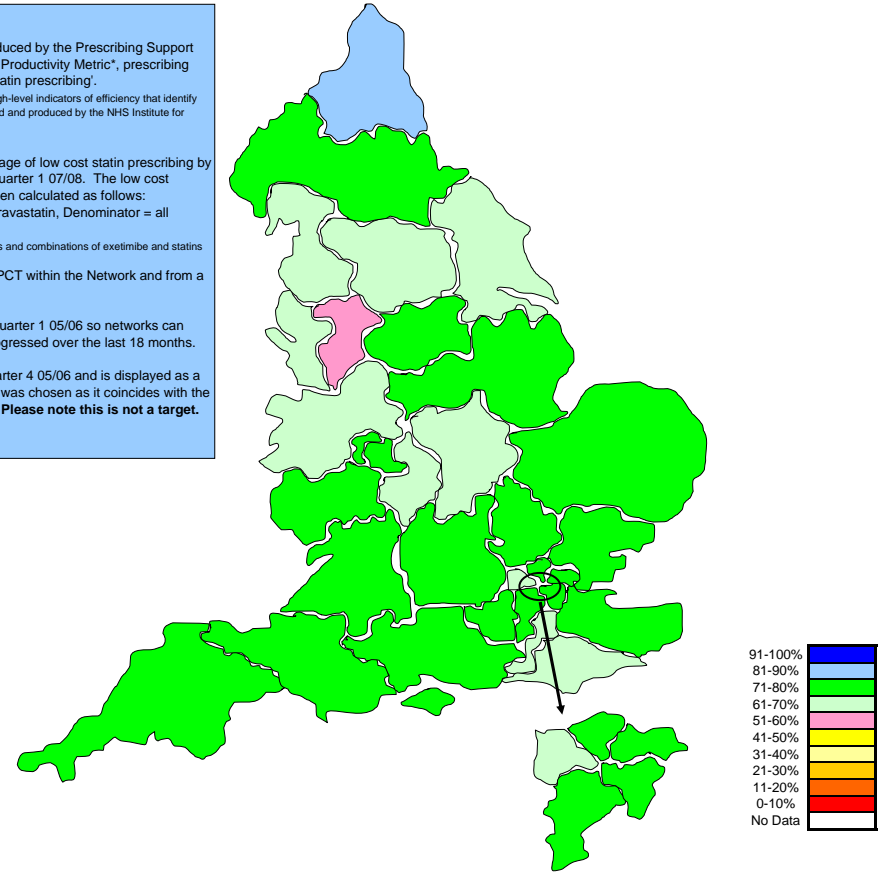 duced by the Prescribing Support
Productivity Metric*, prescribing
tatin prescribing'.
gh-level indicators of efficiency that identify
d and produced by the NHS Institute for
age of low cost statin prescribing by
uarter 1 07/08. The low cost
en calculated as follows:
ravastatin, Denominator = all
s and combinations of exetimibe and statins
PCT within the Network and from a
uarter 1 05/06 so networks can
gressed over the last 18 months.
rter 4 05/06 and is displayed as a
was chosen as it coincides with the
Please note this is not a target.
91-100%
81-90%
71-80%
61-70%
51-60%
41-50%
31-40%
21-30%
11-20%
0-10%
No Data